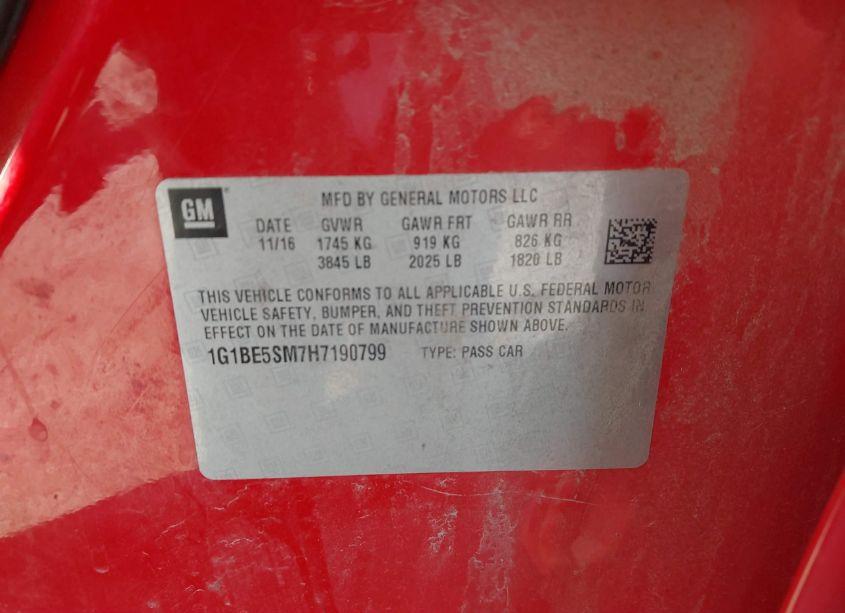 GM
MFD BY GENERAL MOTORS LLC
DATE GVWR GAWR FRT GAWR RR
11/16 1745 KG 919 KG 826 KG
3845 LB 2025 LB 1820 LB
THIS VEHICLE CONFORMS TO ALL APPLICABLE U.S. FEDERAL MOTOR
VEHICLE SAFETY, BUMPER, AND THEFT PREVENTION STANDARDS IN
EFFECT ON THE DATE OF MANUFACTURE SHOWN ABOVE.
1G1BE5SM7H7190799 TYPE: PASS CAR